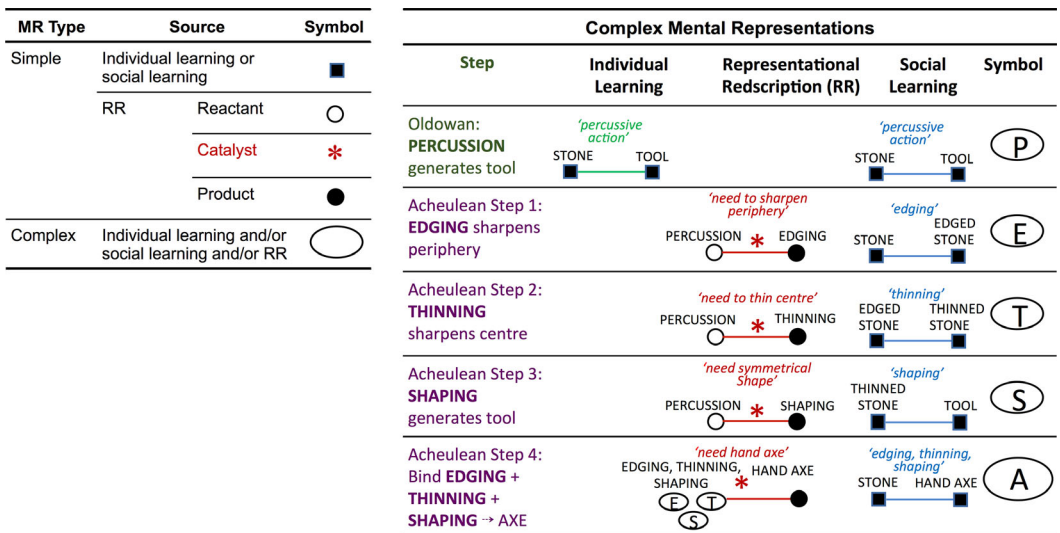 MR Type Source Symbol
Simple Individual learning or
social learning
RR Reactant
Catalyst *
Product
Complex Individual learning and/or
social learning and/or RR
Complex Mental Representations
Step Individual Representational Social Symbol
Learning Redscription (RR) Learning
Oldowan: 'percussive 'percussive
PERCUSSION action' action' P
generates tool STONE TOOL STONE TOOL
Acheulean Step 1: 'need to sharpen 'edging'
EDGING sharpens periphery' EDGED E
periphery PERCUSSION * EDGING STONE STONE
Acheulean Step 2: 'need to thin centre' 'thinning'
THINNING EDGED THINNED T
sharpens centre PERCUSSION * THINNING STONE STONE
Acheulean Step 3: 'need symmetrical 'shaping'
SHAPING Shape' THINNED S
generates tool PERCUSSION * SHAPING STONE TOOL
Acheulean Step 4: 'need hand axe' 'edging, thinning,
Bind EDGING + EDGING, THINNING, HAND AXE shaping' A
THINNING + SHAPING * STONE HAND AXE
SHAPING ⇢ AXE E T
S